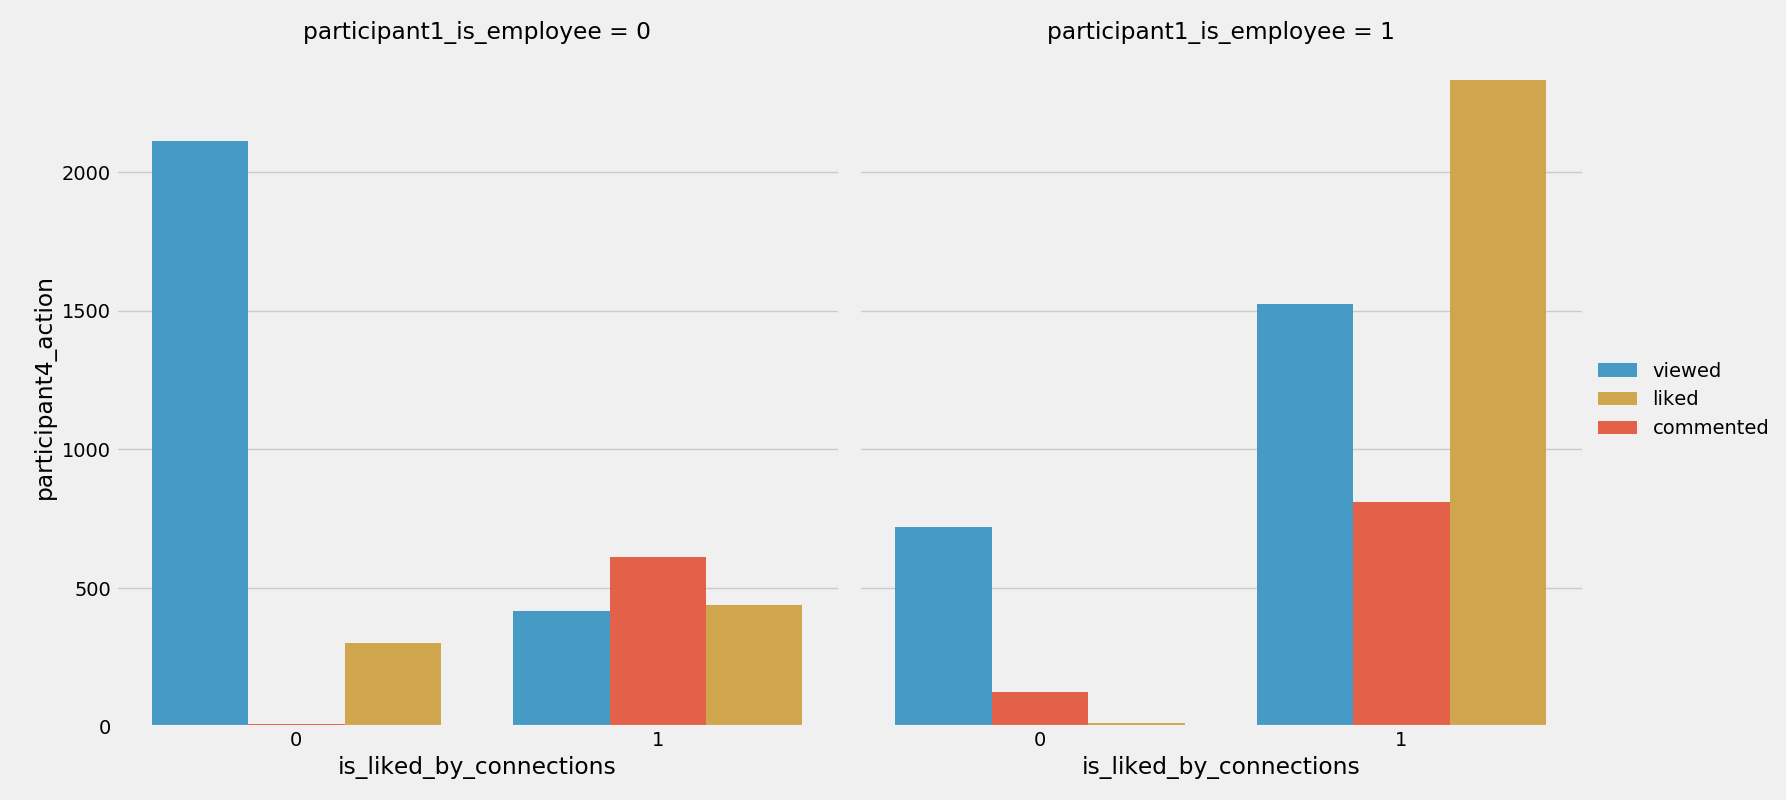 participant1_is_employee = 0
participant1_is_employee = 1
participant4_action
2000
1500
1000
500
0
0
1
0
1
is_liked_by_connections
is_liked_by_connections
viewed
liked
commented